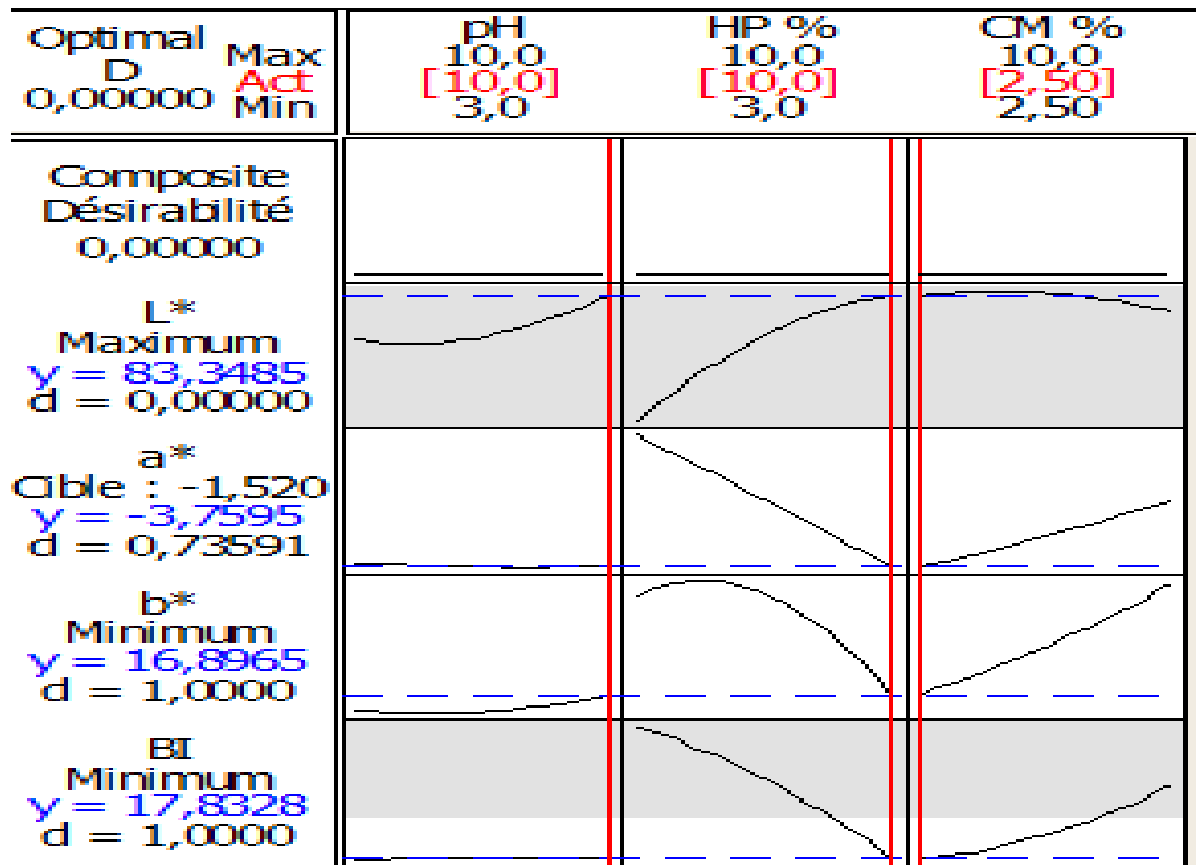 Optimal
D
0,00000
Max
Act
Min
pH
10,0
[10,0]
3,0
HP %
10,0
[10,0]
3,0
CM %
10,0
[2,50]
2,50
Composite
Désirabilité
0,00000
L*
Maximum
y = 83,3485
d = 0,00000
a*
Cible : -1,520
y = -3,7595
d = 0,73591
b*
Minimum
y = 16,8965
d = 1,0000
BI
Minimum
y = 17,8328
d = 1,0000